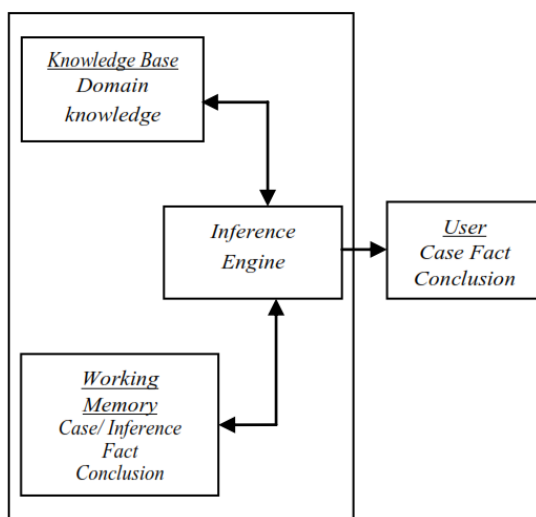 Knowledge Base
Domain
knowledge
Inference
Engine
User
Case Fact
Conclusion
Working
Memory
Case/ Inference
Fact
Conclusion